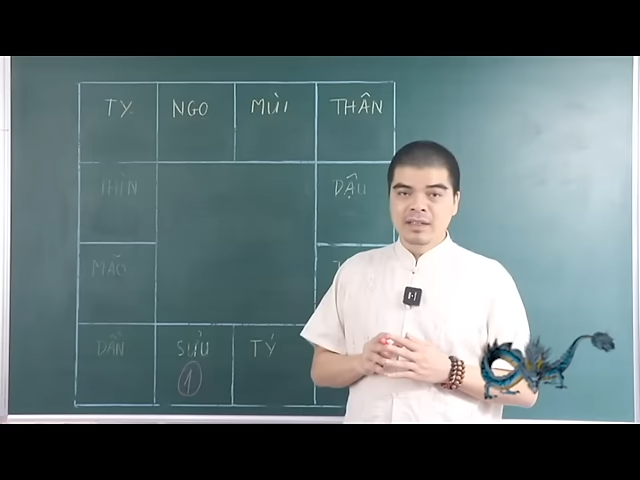 TỴ NGỌ MÙI THÂN
THÌN DẬU
MÃO
DẦN SỬU TÝ
1